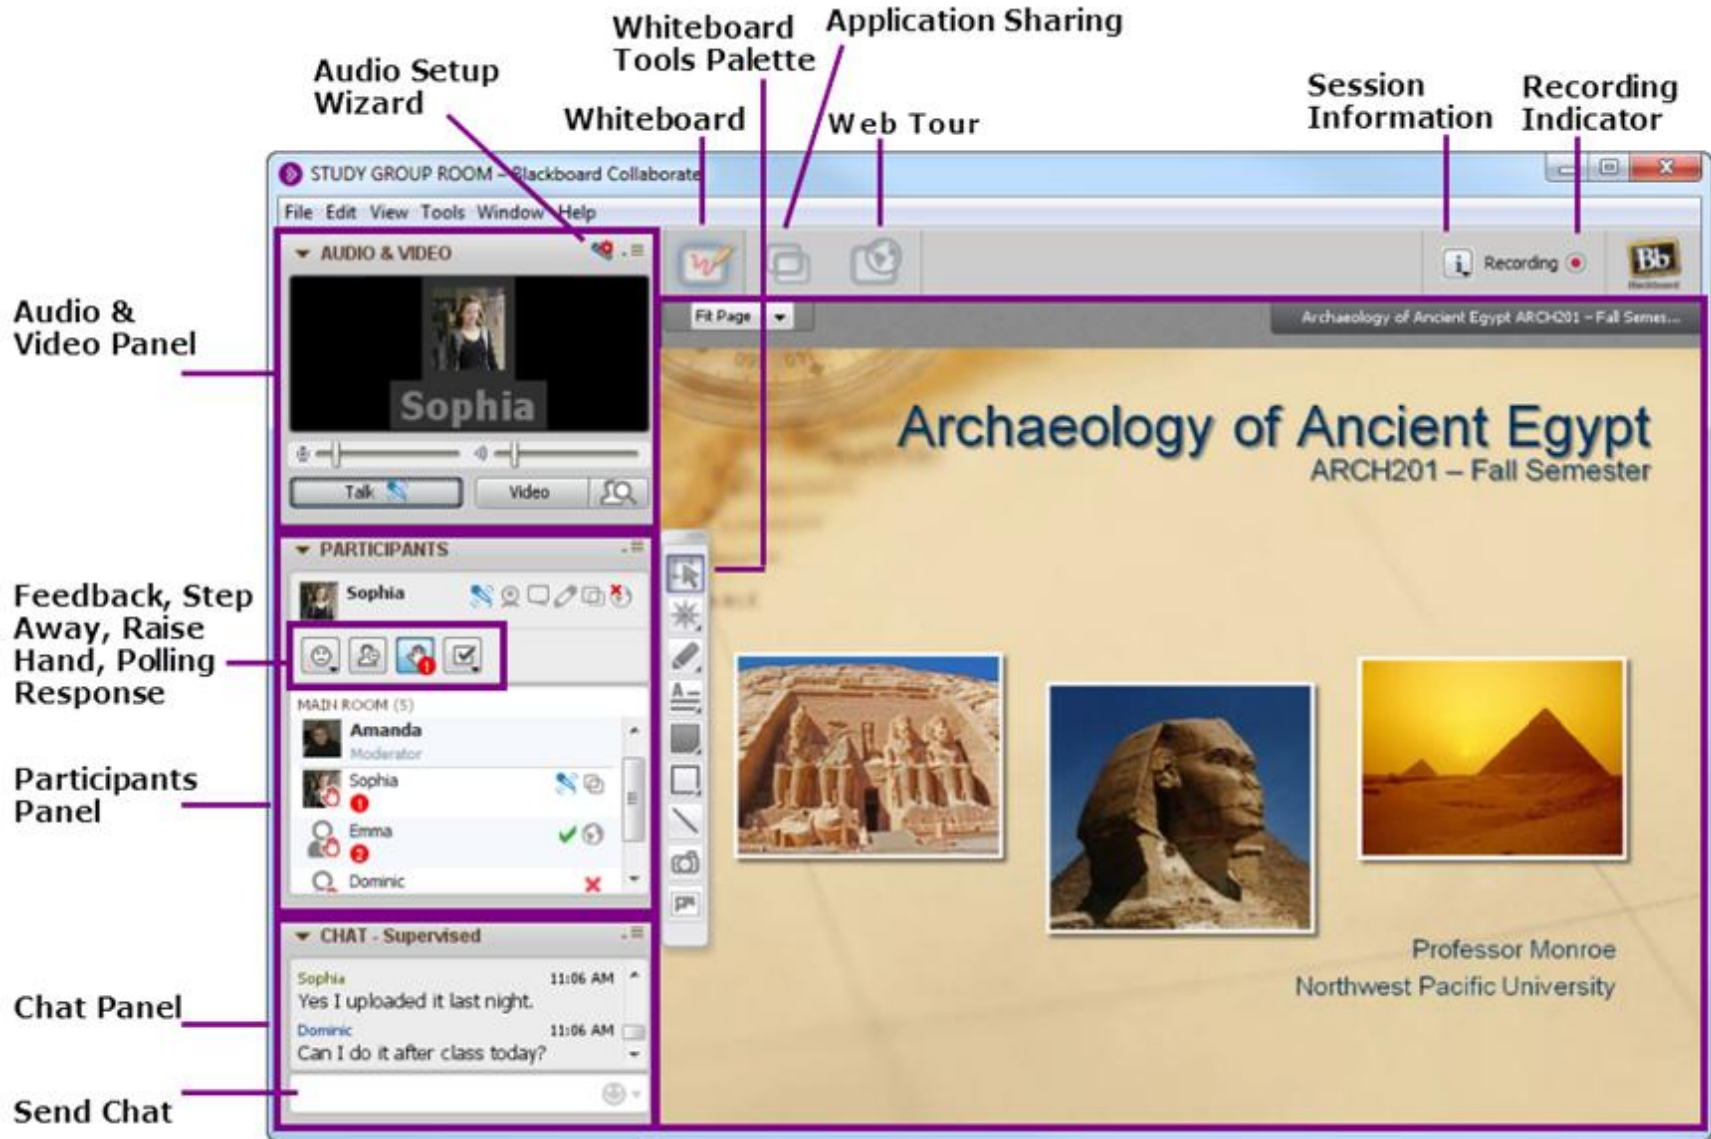 Whiteboard
Tools Palette
Application Sharing
Audio Setup
Wizard
Whiteboard
Web Tour
Session
Information
Recording
Indicator
STUDY GROUP ROOM – Blackboard Collaborate
File Edit View Tools Window Help
AUDIO & VIDEO
Recording
Bb
Blackboard
Audio &
Video Panel
Sophia
Talk
Video
Fit Page
Archaeology of Ancient Egypt ARCH201 – Fall Semes...
Archaeology of Ancient Egypt
ARCH201 – Fall Semester
PARTICIPANTS
Sophia
Feedback, Step
Away, Raise
Hand, Polling
Response
1
MAIN ROOM (5)
Amanda
Moderator
Participants
Panel
Sophia
1
Emma
2
Dominic
CHAT - Supervised
Chat Panel
Sophia 11:06 AM
Yes I uploaded it last night.
Dominic 11:06 AM
Can I do it after class today?
Send Chat
Professor Monroe
Northwest Pacific University